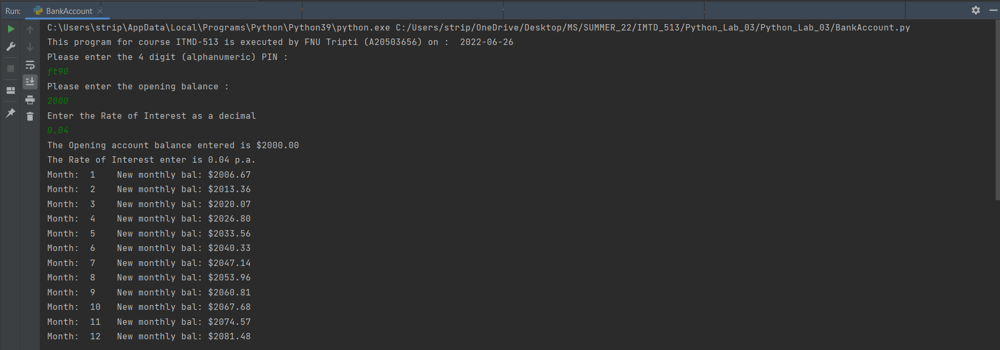 Run: BankAccount
C:\Users\strip\AppData\Local\Programs\Python\Python39\python.exe C:/Users/strip/OneDrive/Desktop/MS/SUMMER_22/IMTD_513/Python_Lab_03/Python_Lab_03/BankAccount.py
This program for course ITMD-513 is executed by FNU Tripti (A20503656) on :  2022-06-26
Please enter the 4 digit (alphanumeric) PIN :
ft90
Please enter the opening balance :
2000
Enter the Rate of Interest as a decimal
0.04
The Opening account balance entered is $2000.00
The Rate of Interest enter is 0.04 p.a.
Month:  1    New monthly bal: $2006.67
Month:  2    New monthly bal: $2013.36
Month:  3    New monthly bal: $2020.07
Month:  4    New monthly bal: $2026.80
Month:  5    New monthly bal: $2033.56
Month:  6    New monthly bal: $2040.33
Month:  7    New monthly bal: $2047.14
Month:  8    New monthly bal: $2053.96
Month:  9    New monthly bal: $2060.81
Month:  10   New monthly bal: $2067.68
Month:  11   New monthly bal: $2074.57
Month:  12   New monthly bal: $2081.48